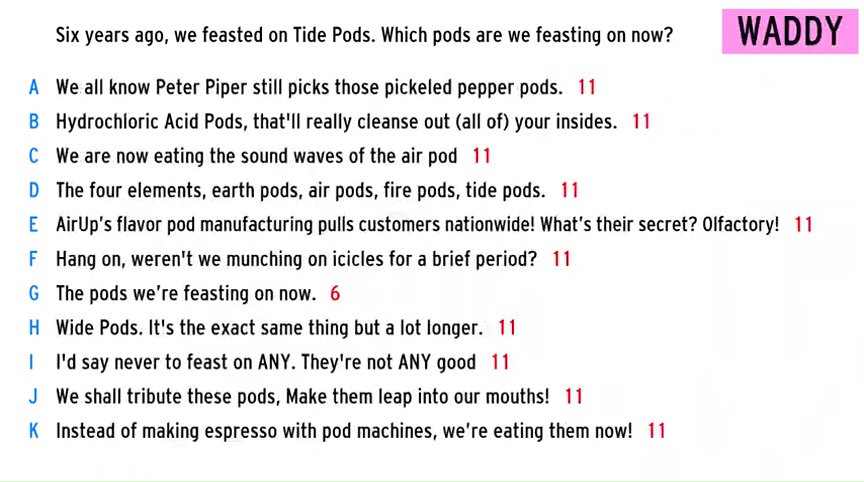 Six years ago, we feasted on Tide Pods. Which pods are we feasting on now?
WADDY
A We all know Peter Piper still picks those pickeled pepper pods. 11
B Hydrochloric Acid Pods, that'll really cleanse out (all of) your insides. 11
C We are now eating the sound waves of the air pod 11
D The four elements, earth pods, air pods, fire pods, tide pods. 11
E AirUp's flavor pod manufacturing pulls customers nationwide! What's their secret? Olfactory! 11
F Hang on, weren't we munching on icicles for a brief period? 11
G The pods we're feasting on now. 6
H Wide Pods. It's the exact same thing but a lot longer. 11
I I'd say never to feast on ANY. They're not ANY good 11
J We shall tribute these pods, Make them leap into our mouths! 11
K Instead of making espresso with pod machines, we're eating them now! 11